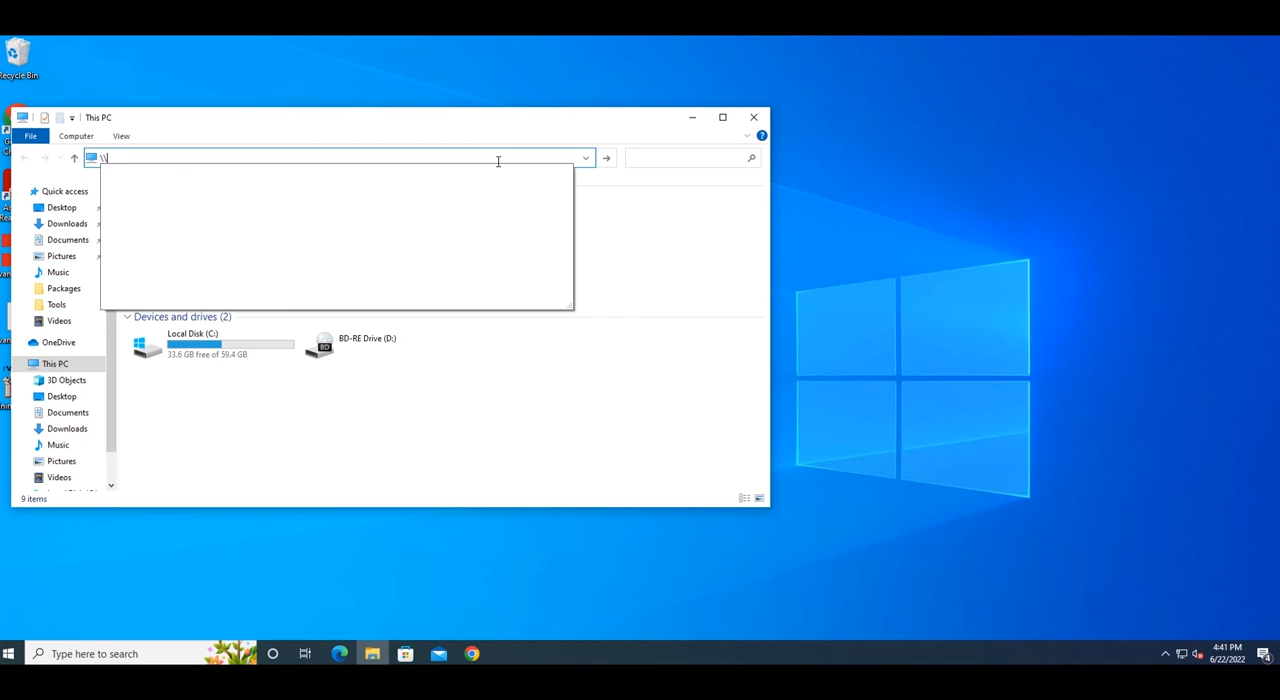 Recycle Bin
This PC
File
Computer
View
\\
Quick access
Desktop
Downloads
Documents
Pictures
Music
Packages
Tools
Videos
OneDrive
This PC
3D Objects
Desktop
Documents
Downloads
Music
Pictures
Videos
Devices and drives (2)
Local Disk (C:)
33.6 GB free of 59.4 GB
BD-RE Drive (D:)
BD
9 items
Type here to search
4:41 PM
6/22/2022
4